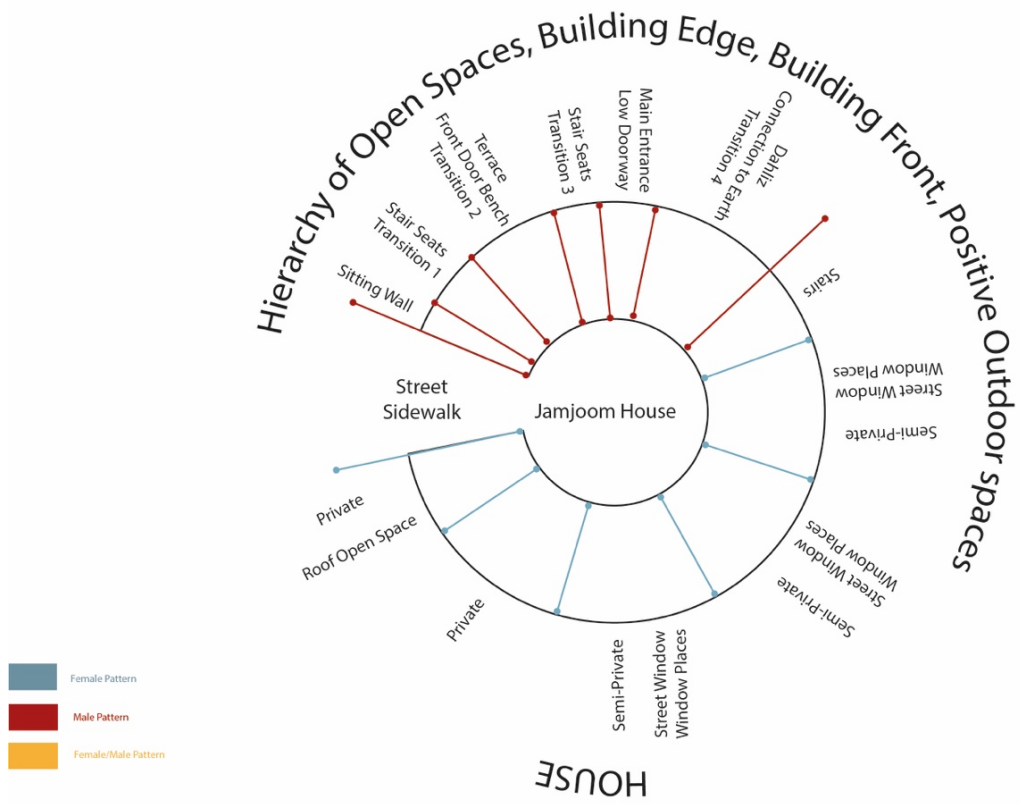 Hierarchy of Open Spaces, Building Edge, Building Front, Positive Outdoor spaces
Sitting Wall
Stair Seats
Transition 1
Terrace
Front Door Bench
Transition 2
Stair Seats
Transition 3
Main Entrance
Low Doorway
Connection to Earth
Dahliz
Transition 4
Stairs
Window Places
Street Window
Semi-Private
Window Places
Street Window
Semi-Private
Street Window
Window Places
Semi-Private
Private
Roof Open Space
Private
Street
Sidewalk
Jamjoom House
HOUSE
Female Pattern
Male Pattern
Female/Male Pattern